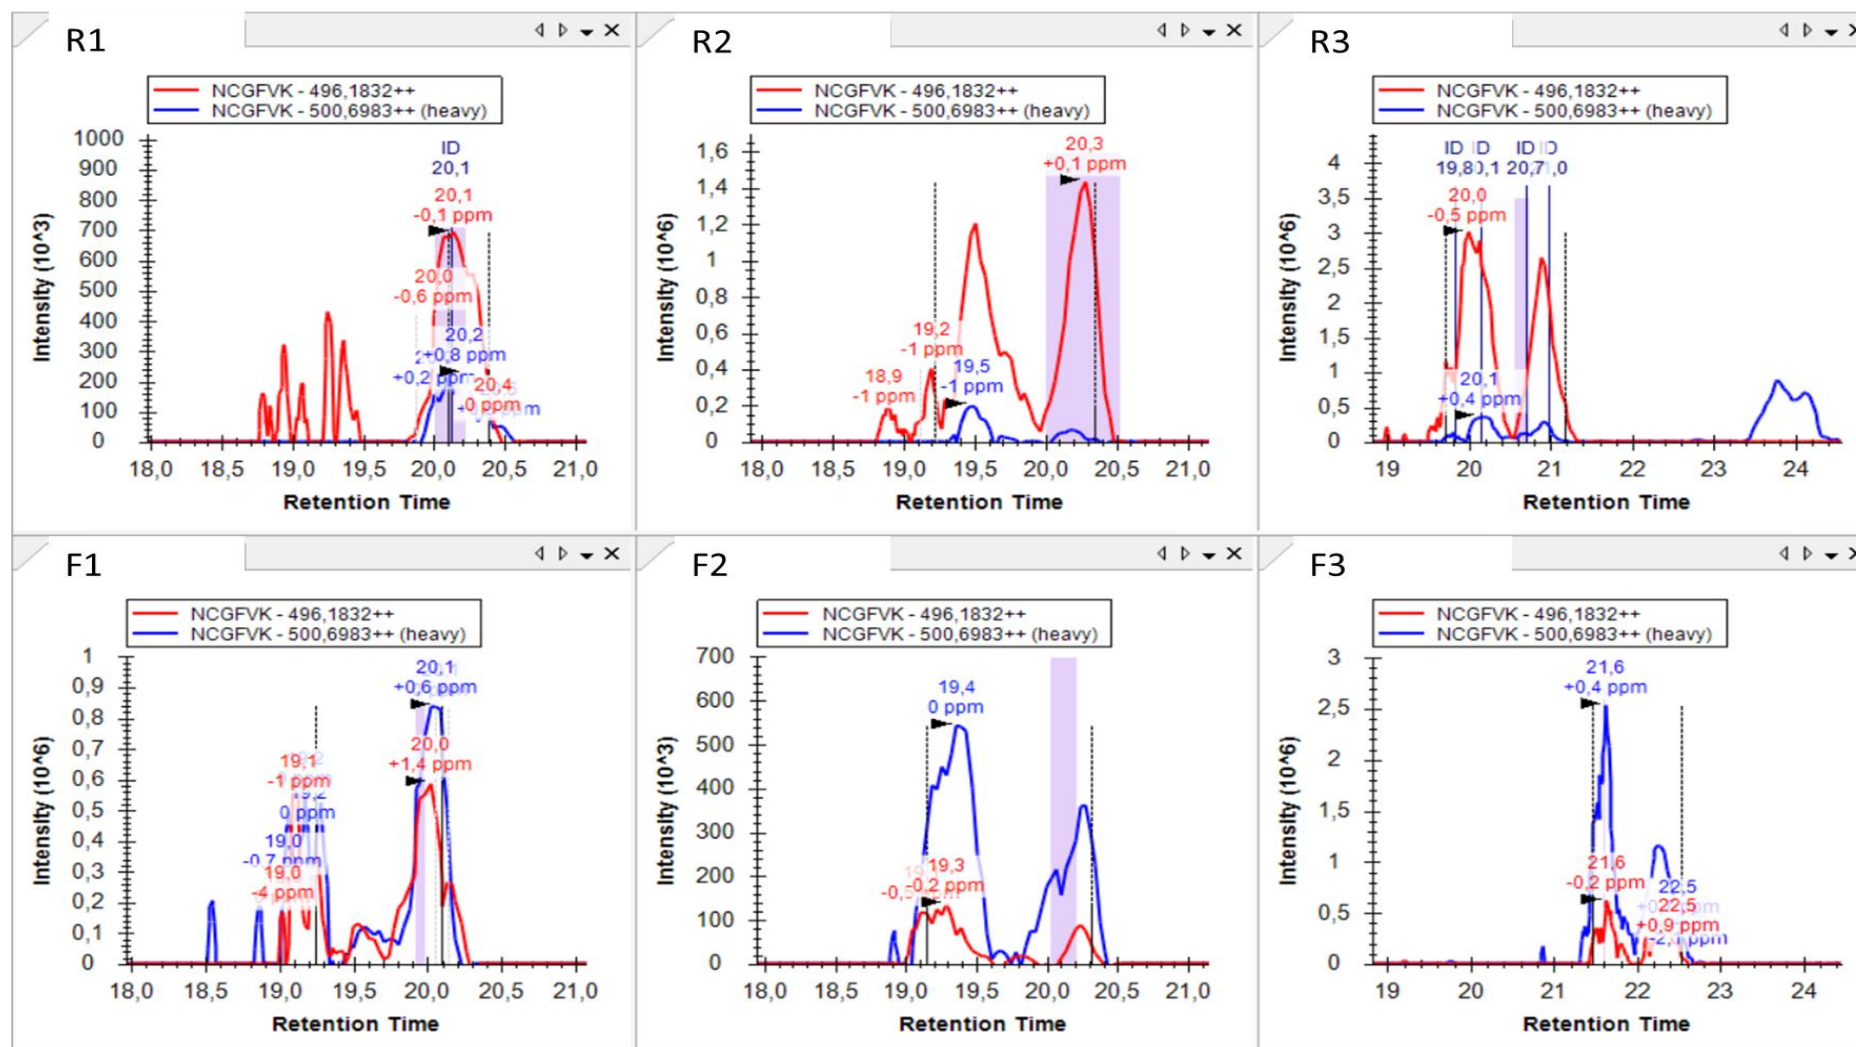 R1
NCGFVK - 496,1832++
NCGFVK - 500,6983++ (heavy)
Intensity (10^3)
1000
900
800
700
600
500
400
300
200
100
0
ID
20,1
20,1
-0,1 ppm
20,0
-0,6 ppm
20,2
+0,8 ppm
+0,2 ppm
20,4
0 ppm
18,0 18,5 19,0 19,5 20,0 20,5 21,0
Retention Time
R2
NCGFVK - 496,1832++
NCGFVK - 500,6983++ (heavy)
Intensity (10^6)
1,6
1,4
1,2
1
0,8
0,6
0,4
0,2
0
20,3
+0,1 ppm
19,2
-1 ppm
18,9
-1 ppm
19,5
-1 ppm
18,0 18,5 19,0 19,5 20,0 20,5 21,0
Retention Time
R3
NCGFVK - 496,1832++
NCGFVK - 500,6983++ (heavy)
Intensity (10^6)
4
3,5
3
2,5
2
1,5
1
0,5
0
ID ID ID ID
19,8 20,7
20,0
-0,5 ppm
20,1
+0,4 ppm
19 20 21 22 23 24
Retention Time
F1
NCGFVK - 496,1832++
NCGFVK - 500,6983++ (heavy)
Intensity (10^6)
1
0,9
0,8
0,7
0,6
0,5
0,4
0,3
0,2
0,1
0
20,1
+0,6 ppm
20,0
+1,4 ppm
19,1
-1 ppm
0 ppm
19,0
-0,7 ppm
19,0
-4 ppm
18,0 18,5 19,0 19,5 20,0 20,5 21,0
Retention Time
F2
NCGFVK - 496,1832++
NCGFVK - 500,6983++ (heavy)
Intensity (10^3)
700
600
500
400
300
200
100
0
19,4
0 ppm
19,3
-0,2 ppm
18,0 18,5 19,0 19,5 20,0 20,5 21,0
Retention Time
F3
NCGFVK - 496,1832++
NCGFVK - 500,6983++ (heavy)
Intensity (10^6)
3
2,5
2
1,5
1
0,5
0
21,6
+0,4 ppm
21,6
-0,2 ppm
22,5
22,5
+0,9 ppm
19 20 21 22 23 24
Retention Time